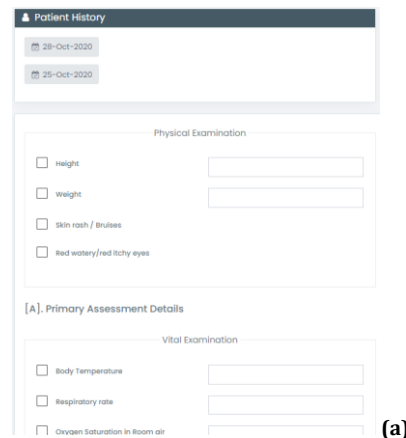 Patient History
28-Oct-2020
25-Oct-2020
Physical Examination
Height
Weight
Skin rash / Bruises
Red watery/red itchy eyes
[A]. Primary Assessment Details
Vital Examination
Body Temperature
Respiratory rate
Oxygen Saturation in Room air
(a)